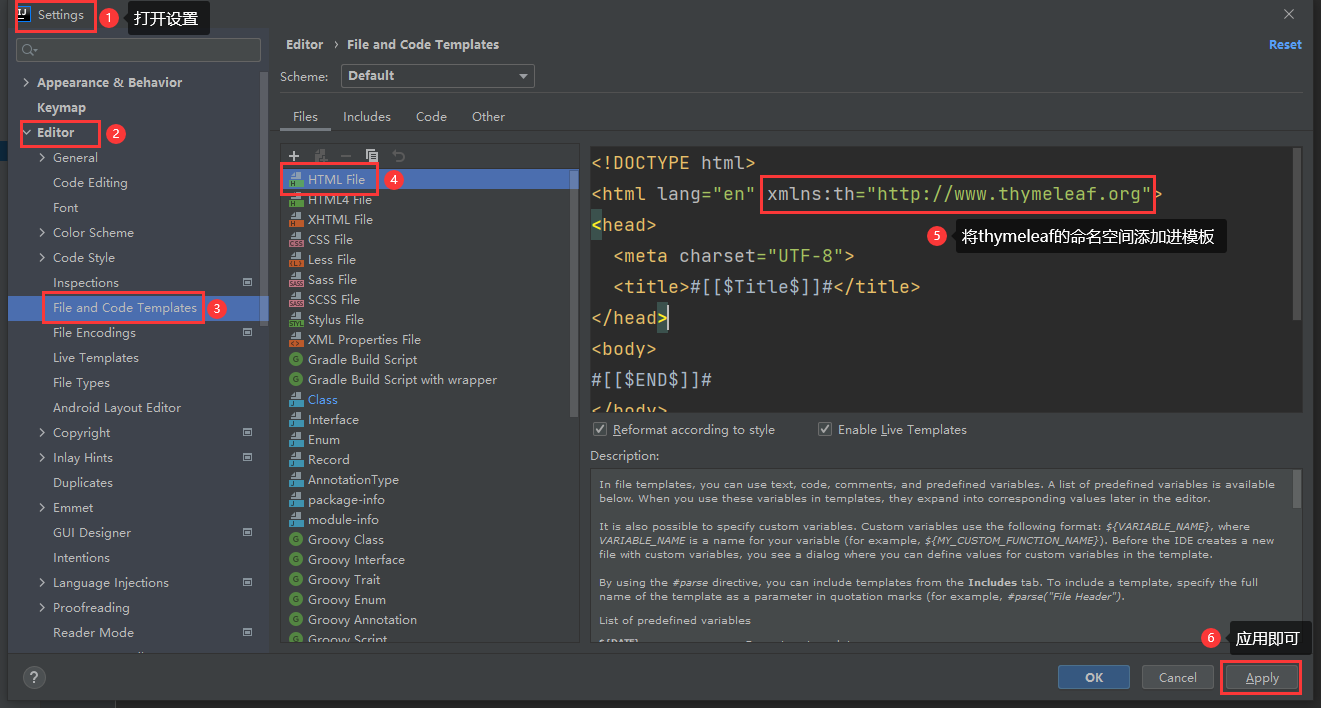 Settings
1
打开设置
Appearance & Behavior
Keymap
Editor
2
General
Code Editing
Font
Color Scheme
Code Style
Inspections
File and Code Templates
3
File Encodings
Live Templates
File Types
Android Layout Editor
Copyright
Inlay Hints
Duplicates
Emmet
GUI Designer
Intentions
Language Injections
Proofreading
Reader Mode
Editor › File and Code Templates
Reset
Scheme: Default
Files Includes Code Other
HTML File
4
HTML4 File
XHTML File
CSS File
Less File
Sass File
SCSS File
Stylus File
XML Properties File
Gradle Build Script
Gradle Build Script with wrapper
Class
Interface
Enum
Record
AnnotationType
package-info
module-info
Groovy Class
Groovy Interface
Groovy Trait
Groovy Enum
Groovy Annotation
Groovy Script
<!DOCTYPE html>
<html lang="en" xmlns:th="http://www.thymeleaf.org">
<head>
5
将thymeleaf的命名空间添加进模板
<meta charset="UTF-8">
<title>#[[$Title$]]#</title>
</head>
<body>
#[[$END$]]#
</body>
Reformat according to style
Enable Live Templates
Description:
In file templates, you can use text, code, comments, and predefined variables. A list of predefined variables is available
below. When you use these variables in templates, they expand into corresponding values later in the editor.
It is also possible to specify custom variables. Custom variables use the following format: ${VARIABLE_NAME}, where
VARIABLE_NAME is a name for your variable (for example, ${MY_CUSTOM_FUNCTION_NAME}). Before the IDE creates a new
file with custom variables, you see a dialog where you can define values for custom variables in the template.
By using the #parse directive, you can include templates from the Includes tab. To include a template, specify the full
name of the template as a parameter in quotation marks (for example, #parse("File Header").
List of predefined variables
6
应用即可
?
OK
Cancel
Apply